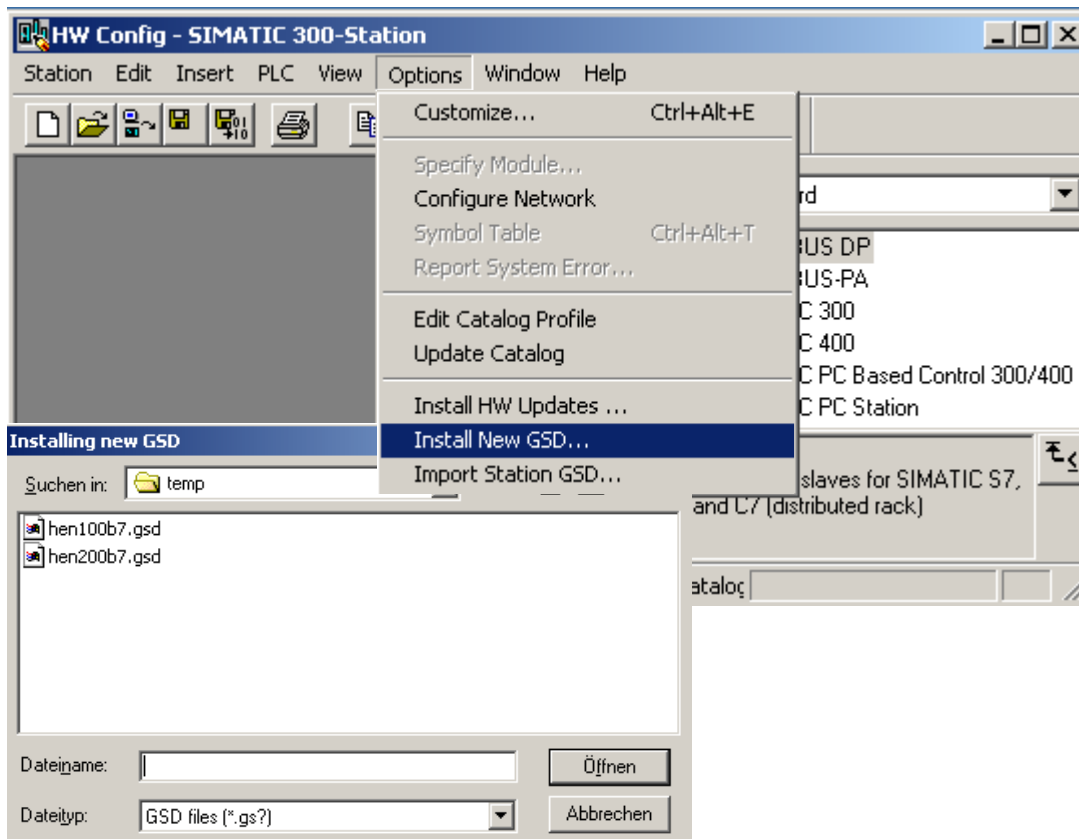 HW Config - SIMATIC 300-Station
Station Edit Insert PLC View Options Window Help
Customize... Ctrl+Alt+E
Specify Module...
Configure Network
Symbol Table Ctrl+Alt+T
Report System Error...
Edit Catalog Profile
Update Catalog
Install HW Updates ...
Install New GSD...
Import Station GSD...
rd
BUS DP
BUS-PA
C 300
C 400
C PC Based Control 300/400
C PC Station
slaves for SIMATIC S7,
and C7 (distributed rack)
atalog
Installing new GSD
Suchen in: temp
hen100b7.gsd
hen200b7.gsd
Dateiname: Öffnen
Dateityp: GSD files (*.gs?) Abbrechen